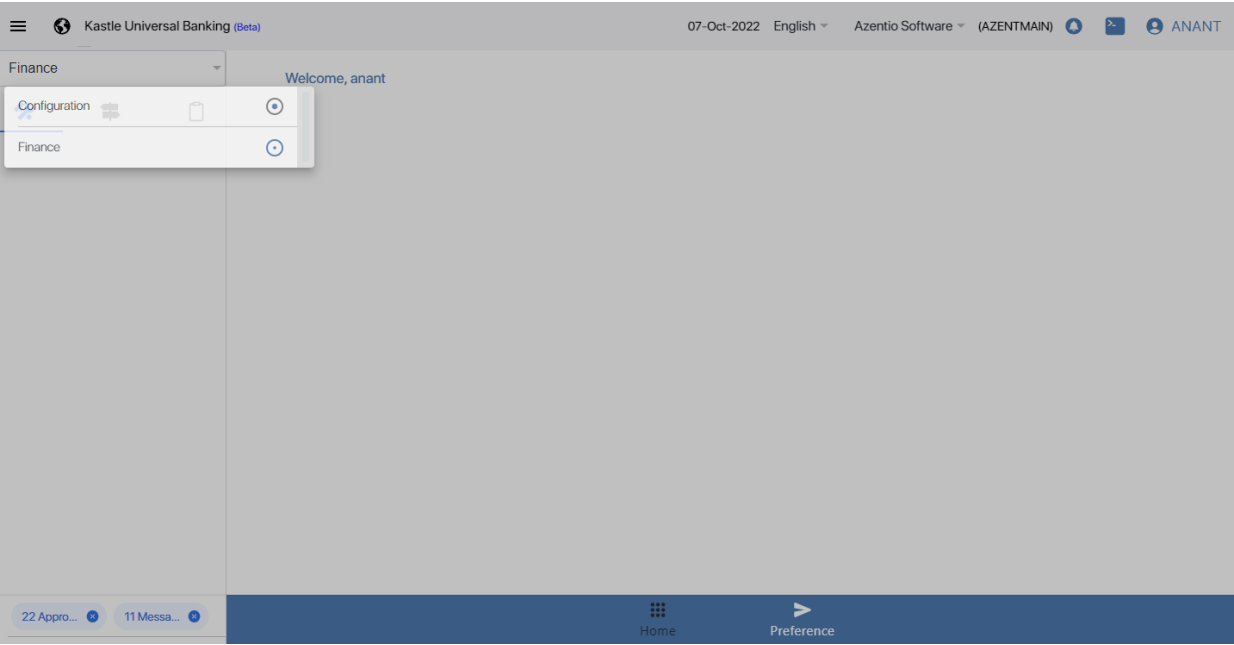 Kastle Universal Banking (Beta) 07-Oct-2022 English Azentio Software (AZENTMAIN) ANANT
Finance
Welcome, anant
Configuration
Finance
22 Appro... 11 Messa...
Home Preference